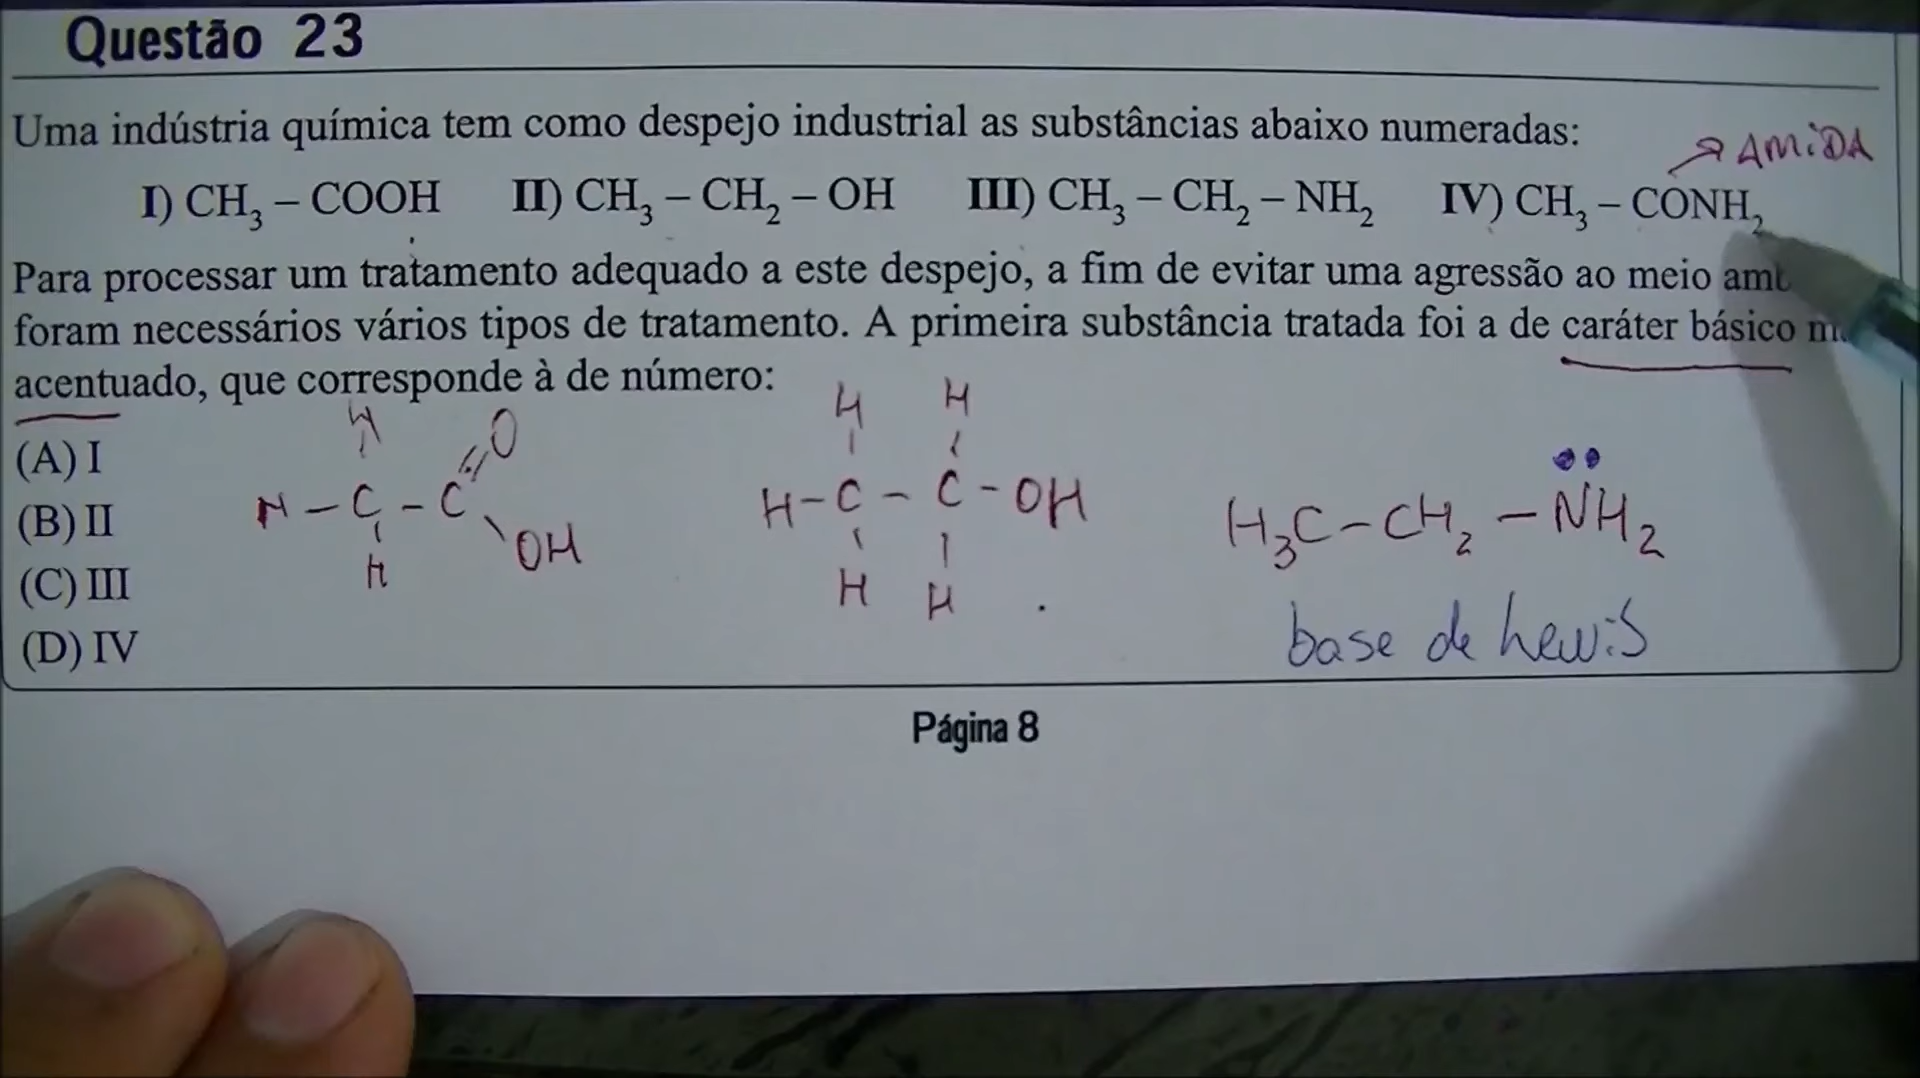 Questão 23
Uma indústria química tem como despejo industrial as substâncias abaixo numeradas:
AMiDA
I) CH₃ – COOH II) CH₃ – CH₂ – OH III) CH₃ – CH₂ – NH₂ IV) CH₃ – CONH₂
Para processar um tratamento adequado a este despejo, a fim de evitar uma agressão ao meio
foram necessários vários tipos de tratamento. A primeira substância tratada foi a de caráter básico
acentuado, que corresponde à de número:
(A) I
(B) II
(C) III
(D) IV
H O
H – C – C
OH
H
H H
H – C – C – OH
H H
H₃C – CH₂ – NH₂
base de Lewis
Página 8